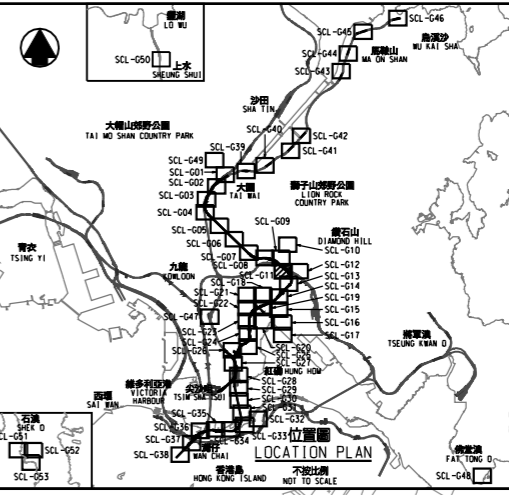 羅湖
LO WU
SCL-G50
上水
SHEUNG SHUI
SCL-G46
SCL-G45
烏溪沙
WU KAI SHA
SCL-G44
馬鞍山
MA ON SHAN
SCL-G43
沙田
SHA TIN
SCL-G40
大帽山郊野公園
TAI MO SHAN COUNTRY PARK
SCL-G39
SCL-G42
SCL-G41
SCL-G49
SCL-G01
SCL-G02
大圍
TAI WAI
獅子山郊野公園
LION ROCK
COUNTRY PARK
SCL-G03
SCL-G04
SCL-G05
SCL-G06
SCL-G07
SCL-G08
SCL-G09
鑽石山
DIAMOND HILL
SCL-G10
SCL-G11
SCL-G12
SCL-G13
SCL-G14
SCL-G18
SCL-G19
SCL-G15
SCL-G16
SCL-G17
青衣
TSING YI
九龍
KOWLOON
SCL-G21
SCL-G22
SCL-G47
SCL-G23
SCL-G24
SCL-G26
SCL-G20
SCL-G27
將軍澳
TSEUNG KWAN O
紅磡
HUNG HOM
SCL-G28
SCL-G29
SCL-G30
SCL-G31
SCL-G32
SCL-G33
尖沙咀
TSIM SHA TSUI
維多利亞港
VICTORIA
HARBOUR
西環
SAI WAN
SCL-G35
SCL-G36
SCL-G37
SCL-G38
灣仔
WAN CHAI
香港島
HONG KONG ISLAND
位置圖
LOCATION PLAN
不按比例
NOT TO SCALE
佛堂澳
FAT TONG O
SCL-G48
石澳
SHEK O
SCL-G52
SCL-G53